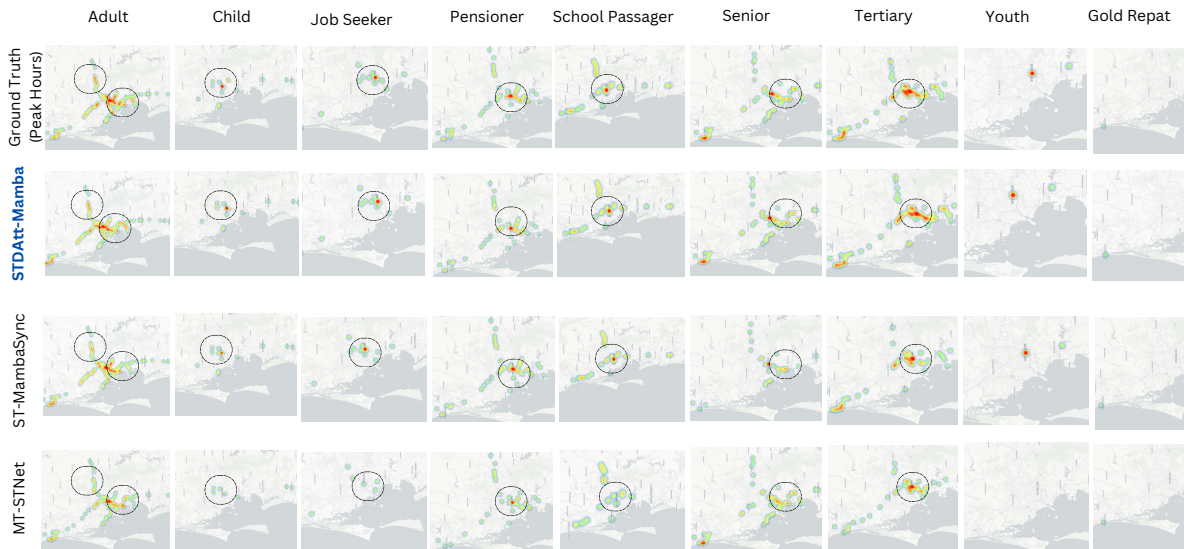 Adult Child Job Seeker Pensioner School Passager Senior Tertiary Youth Gold Repat
Ground Truth
(Peak Hours)
STDAtt-Mamba
ST-MambaSync
MT-STNet